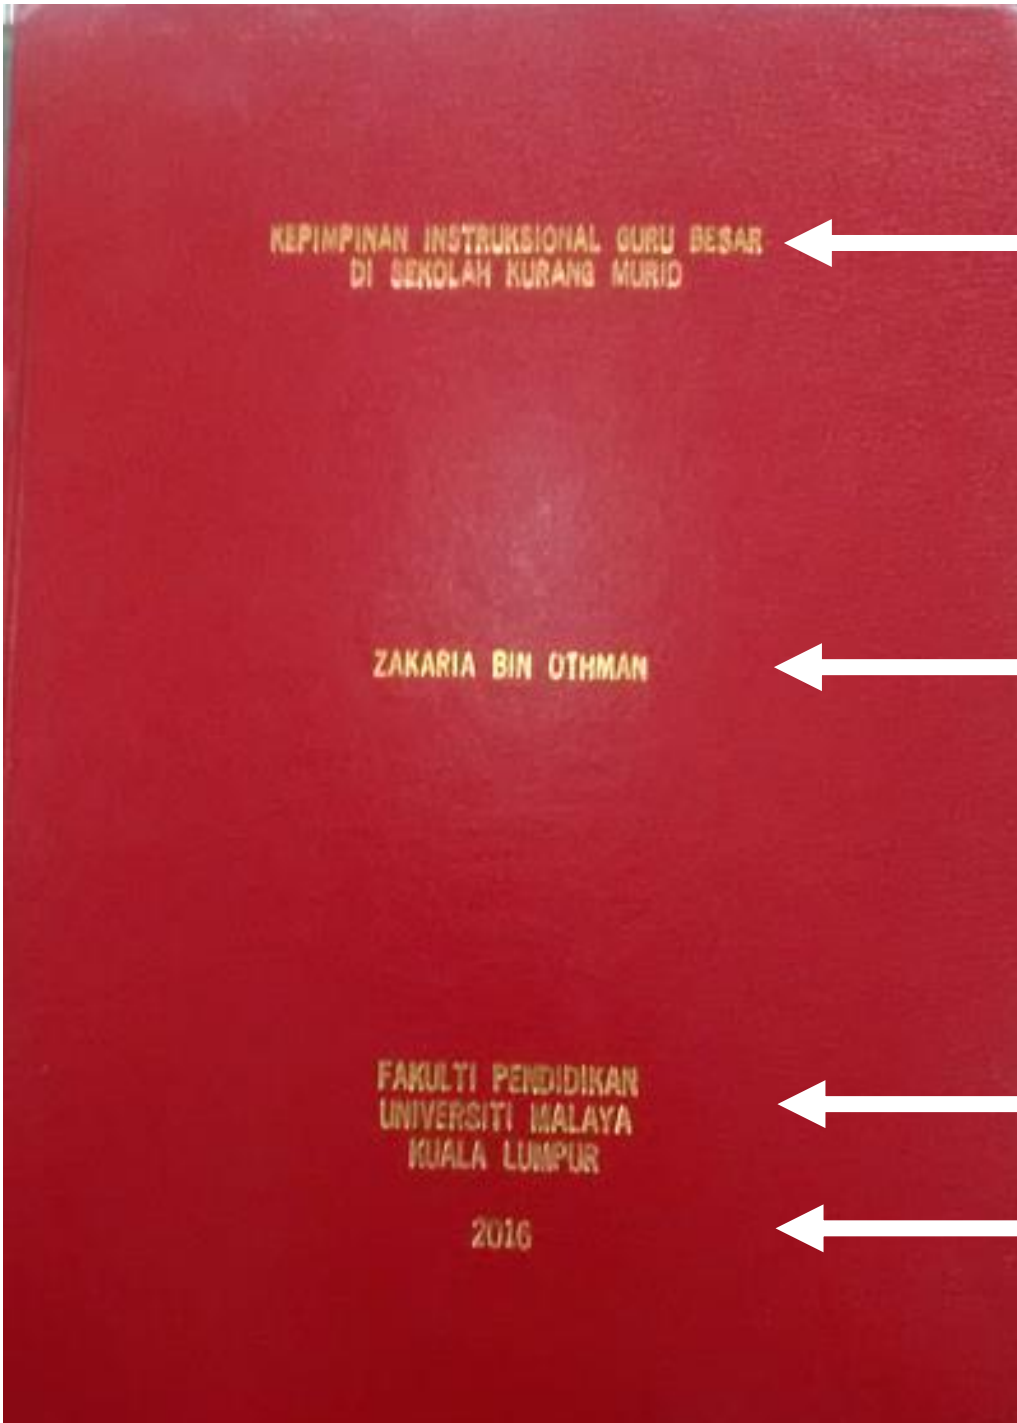 KEPIMPINAN INSTRUKSIONAL GURU BESAR
DI SEKOLAH KURANG MURID
ZAKARIA BIN OTHMAN
FAKULTI PENDIDIKAN
UNIVERSITI MALAYA
KUALA LUMPUR
2016